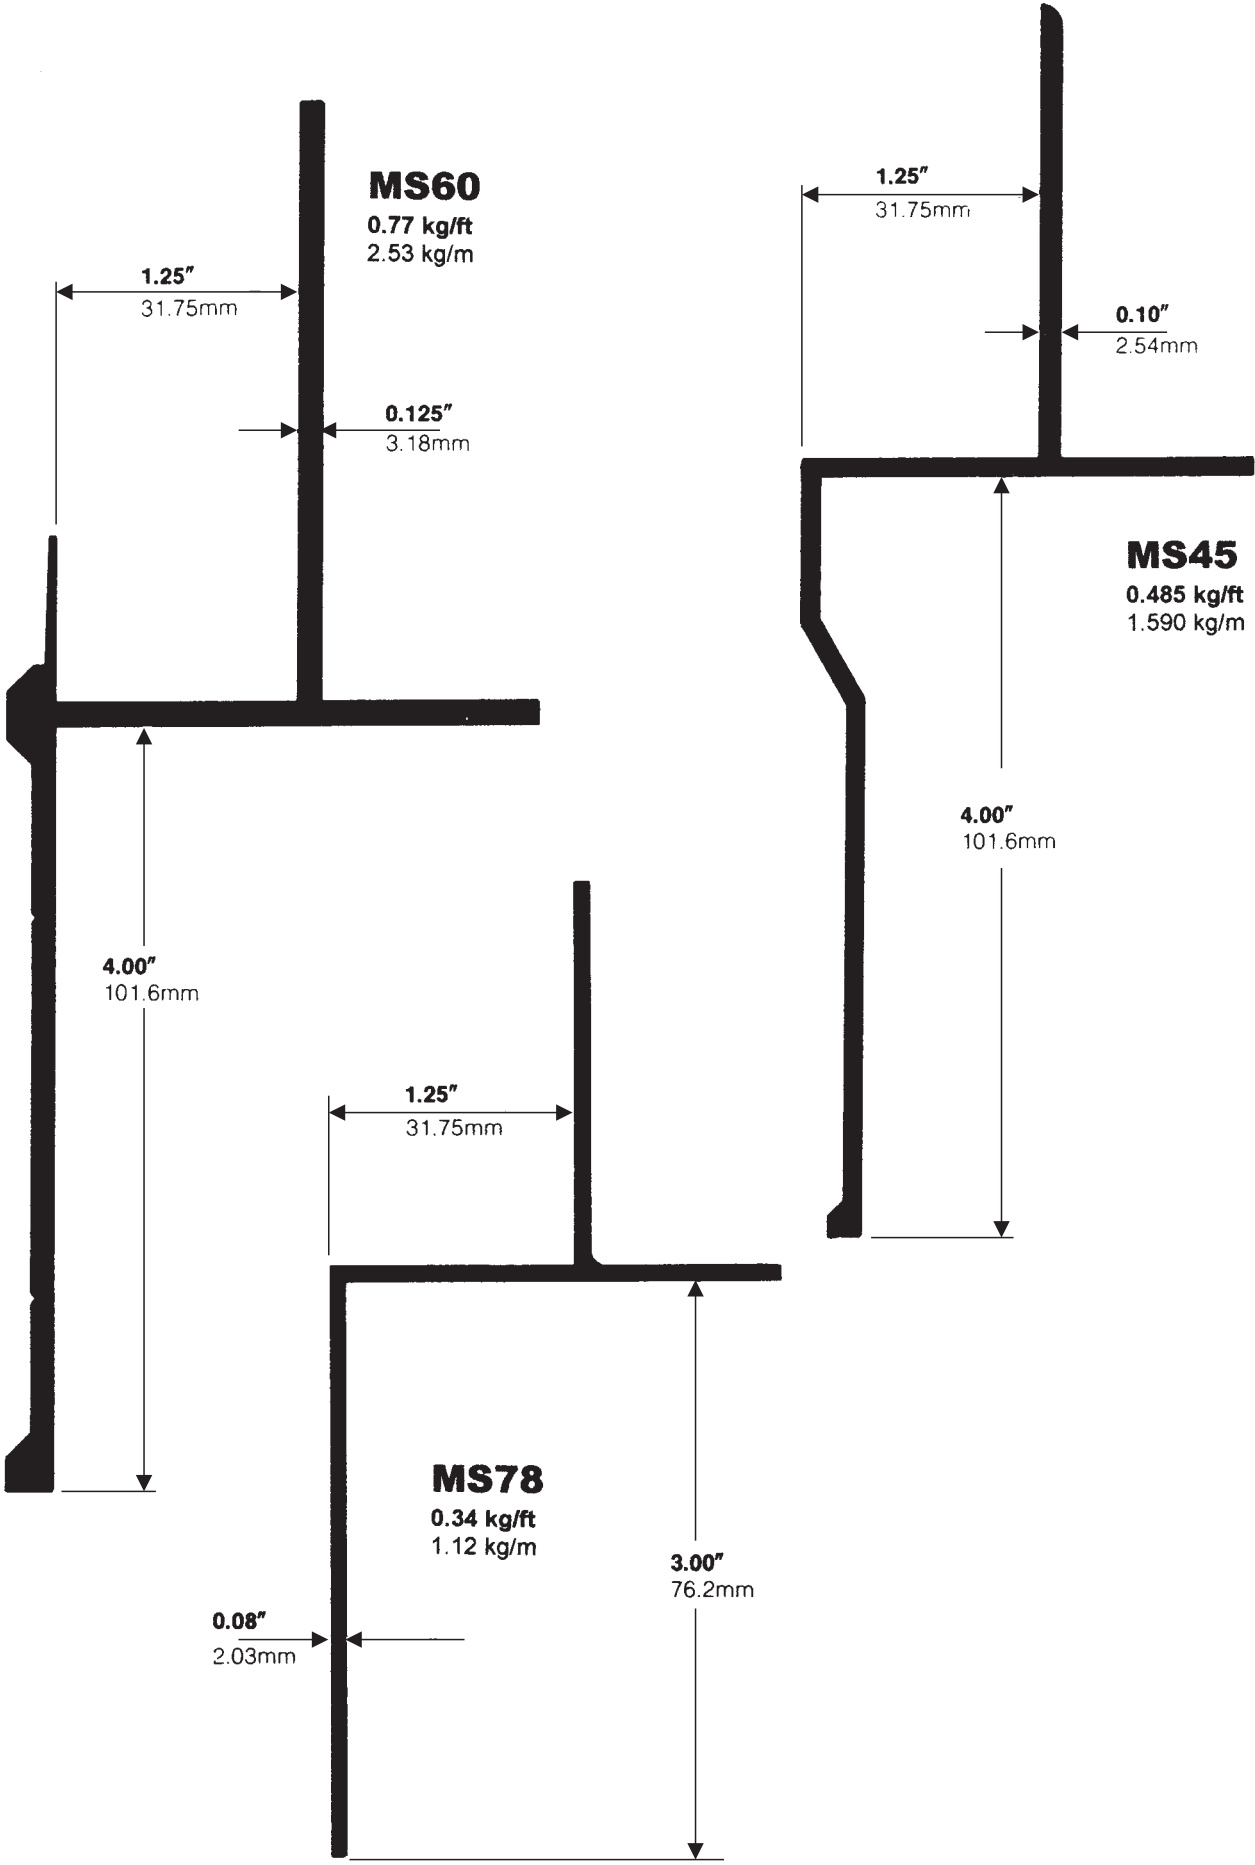 MS60
0.77 kg/ft
2.53 kg/m
1.25″
31.75mm
0.125″
3.18mm
4.00″
101.6mm
1.25″
31.75mm
0.10″
2.54mm
MS45
0.485 kg/ft
1.590 kg/m
4.00″
101.6mm
1.25″
31.75mm
MS78
0.34 kg/ft
1.12 kg/m
3.00″
76.2mm
0.08″
2.03mm